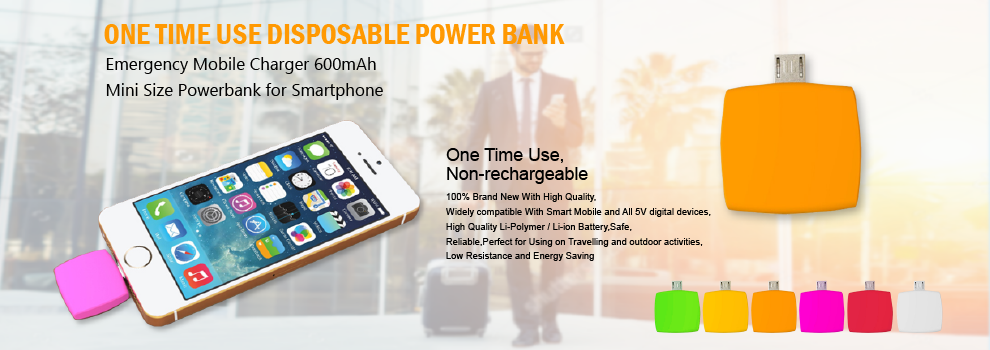 ONE TIME USE DISPOSABLE POWER BANK
Emergency Mobile Charger 600mAh
Mini Size Powerbank for Smartphone
One Time Use,
Non-rechargeable
100% Brand New With High Quality,
Widely compatible With Smart Mobile and All 5V digital devices,
High Quality Li-Polymer / Li-ion Battery,Safe,
Reliable,Perfect for Using on Travelling and outdoor activities,
Low Resistance and Energy Saving